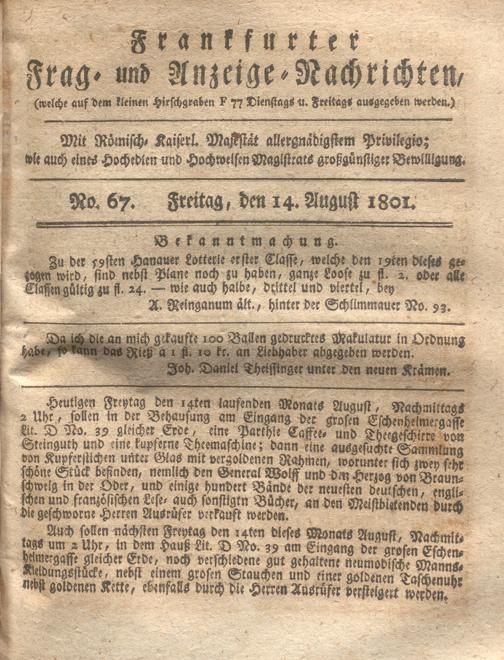 Frankfurter
Frag- und Anzeige-Nachrichten,
(welche auf dem kleinen Hirschgraben F 77 Dienstags u. Freitags ausgegeben werden.)
Mit Römisch- Kaiserl. Majestät allergnädigstem Privilegio;
wie auch eines Hochedlen und Hochweisen Magistrats großgünstiger Bewilligung.
No. 67. Freitag, den 14. August 1801.
Bekanntmachung.
Zu der 59sten Hanauer Lotterie erster Classe, welche den 19ten dieses ge-
zogen wird, sind nebst Plane noch zu haben, ganze Loose zu fl. 2. oder alle
Classen gültig zu fl. 24. — wie auch halbe, drittel und viertel, bey
A. Reinganum ält., hinter der Schlimmauer No. 93.
Da ich die an mich gekaufte 100 Ballen gedrucktes Makulatur in Ordnung
habe, so kann das Rieß a 1 fl. 10 kr. an Liebhaber abgegeben werden.
Joh. Daniel Theissinger unter den neuen Krämen.
Heutigen Freytag den 14ten laufenden Monats August, Nachmittags
2 Uhr, sollen in der Behausung am Eingang der grosen Eschenheimergasse
Lit. D No. 39 gleicher Erde, eine Parthie Caffee- und Theegeschirre von
Steinguth und eine kupferne Theemaschine; dann eine ausgesuchte Sammlung
von Kupferstichen unter Glas mit vergoldenen Rahmen, worunter sich zwey sehr
schöne Stück befinden, nemlich den General Wolff und den Herzog von Braun-
schweig in der Oder, und einige hundert Bände der neuesten deutschen, engli-
schen und französischen Lese- auch sonstigen Bücher, an den Meistbietenden durch
die geschworne Herren Ausrüfer verkauft werden.
Auch sollen nächsten Freytag den 14ten dieses Monats August, Nachmit-
tags um 2 Uhr, in dem Hauß Lit. D No. 39 am Eingang der grosen Eschen-
heimergasse gleicher Erde, noch verschiedene gut gehaltene neumodische Manns-
Kleidungsstücke, nebst einem grosen Stauchen und einer goldenen Taschenuhr
nebst goldenen Kette, ebenfalls durch die Herren Ausrüfer versteigert werden.